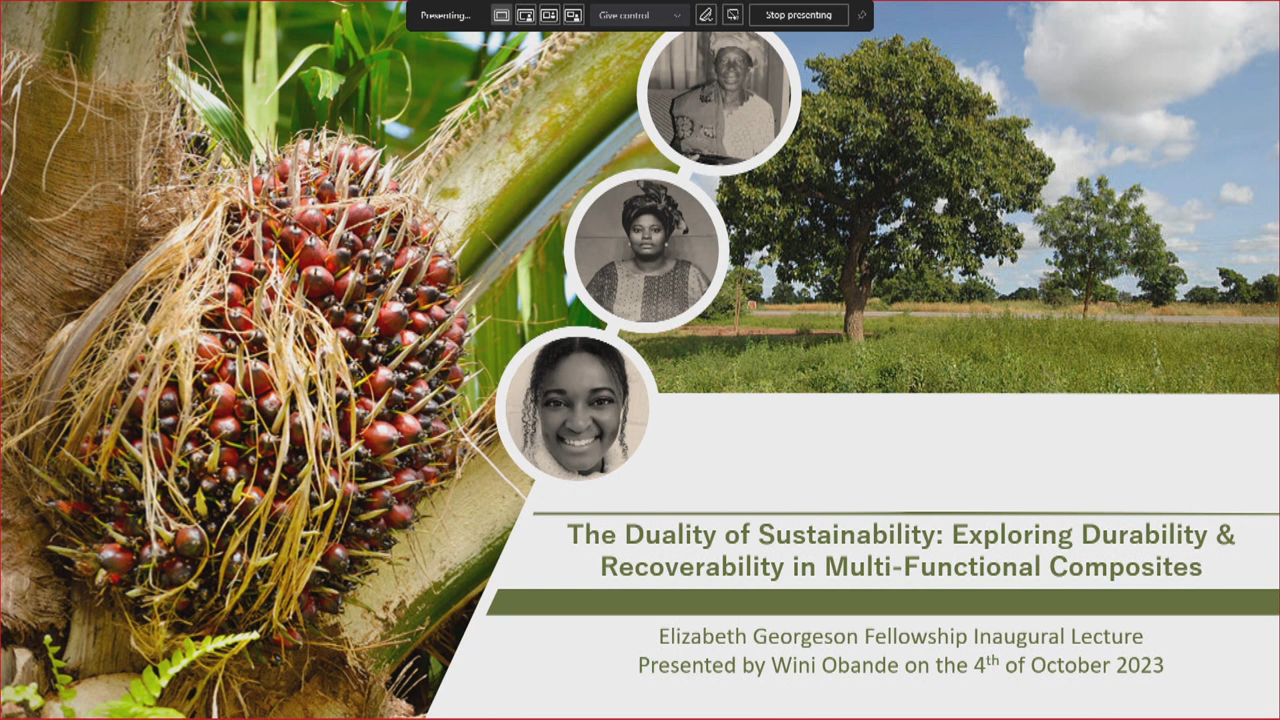 Presenting...
Give control
Stop presenting
The Duality of Sustainability: Exploring Durability &
Recoverability in Multi-Functional Composites
Elizabeth Georgeson Fellowship Inaugural Lecture
Presented by Wini Obande on the 4th of October 2023